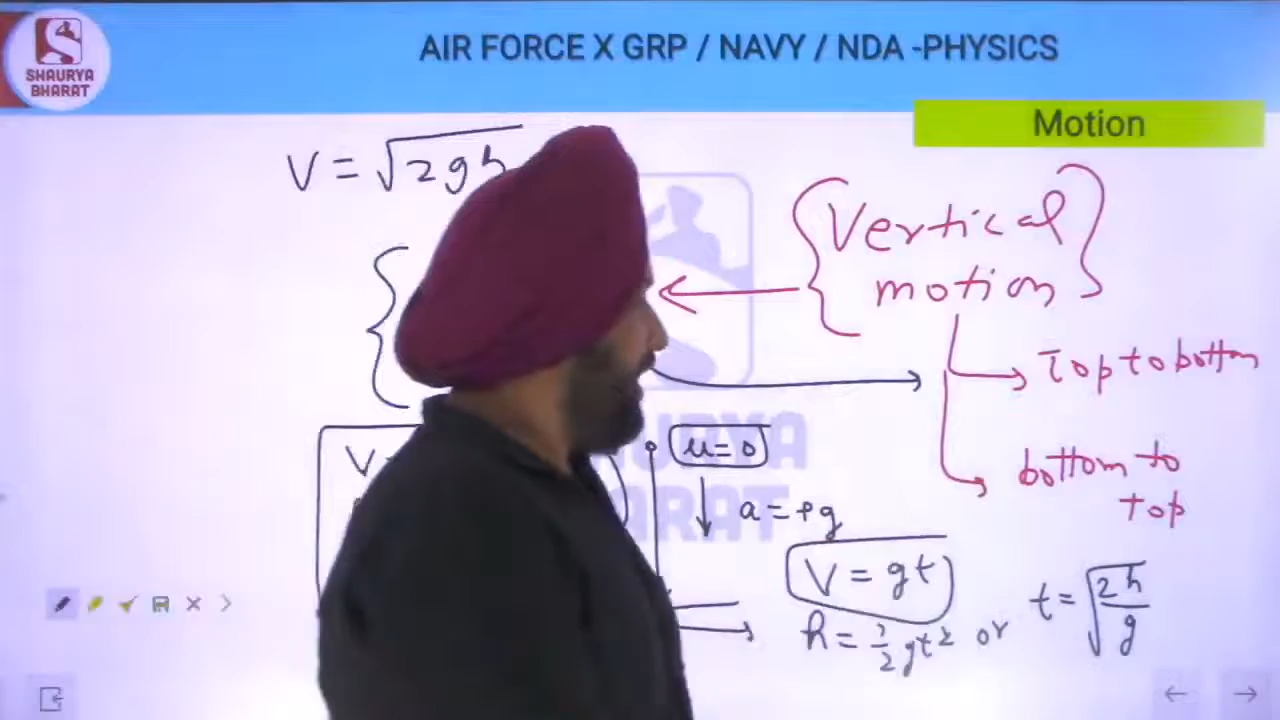 SHAURYA
BHARAT
AIR FORCE X GRP / NAVY / NDA -PHYSICS
Motion
V = √2gh
Vertical
motion
Top to bottom
bottom to
top
V
u=0
a=+g
V = gt
h = 1/2 gt² or t = √2h/g